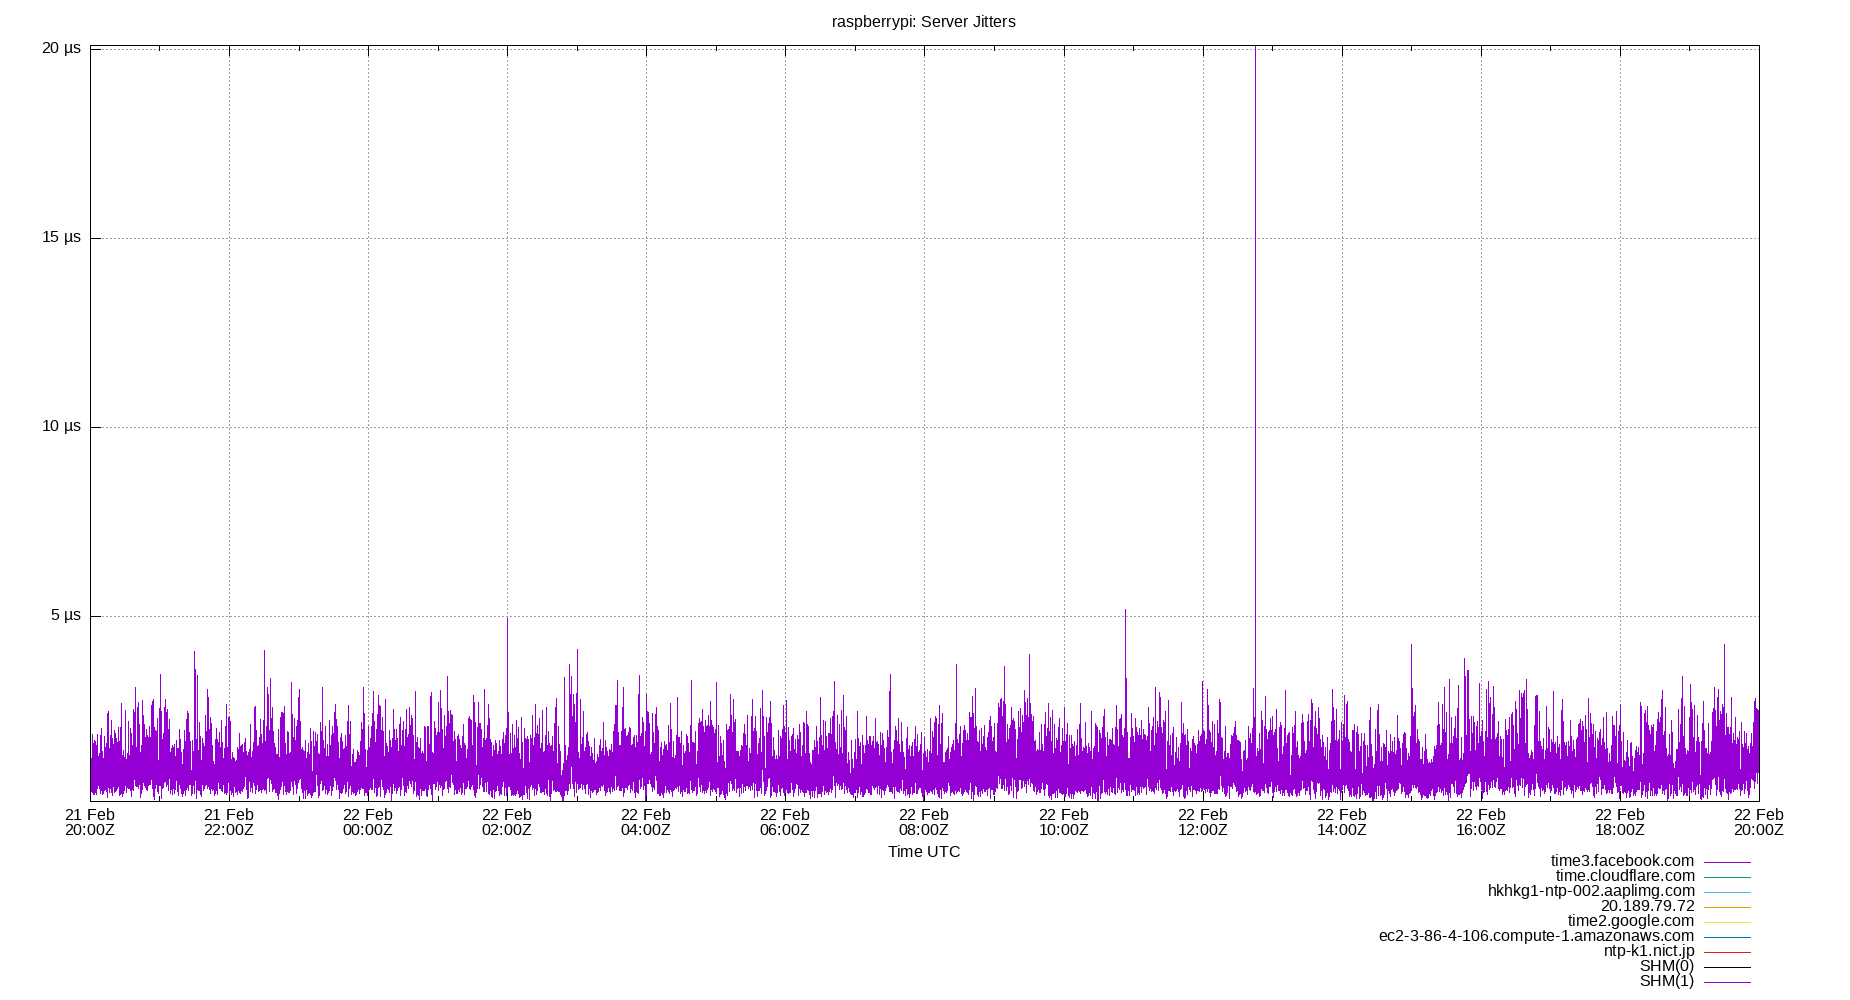 raspberrypi: Server Jitters
20 µs
15 µs
10 µs
5 µs
21 Feb 21 Feb 22 Feb 22 Feb 22 Feb 22 Feb 22 Feb 22 Feb 22 Feb 22 Feb 22 Feb 22 Feb 22 Feb
20:00Z 22:00Z 00:00Z 02:00Z 04:00Z 06:00Z 08:00Z 10:00Z 12:00Z 14:00Z 16:00Z 18:00Z 20:00Z
Time UTC
time3.facebook.com
time.cloudflare.com
hkhkg1-ntp-002.aaplimg.com
20.189.79.72
time2.google.com
ec2-3-86-4-106.compute-1.amazonaws.com
ntp-k1.nict.jp
SHM(0)
SHM(1)